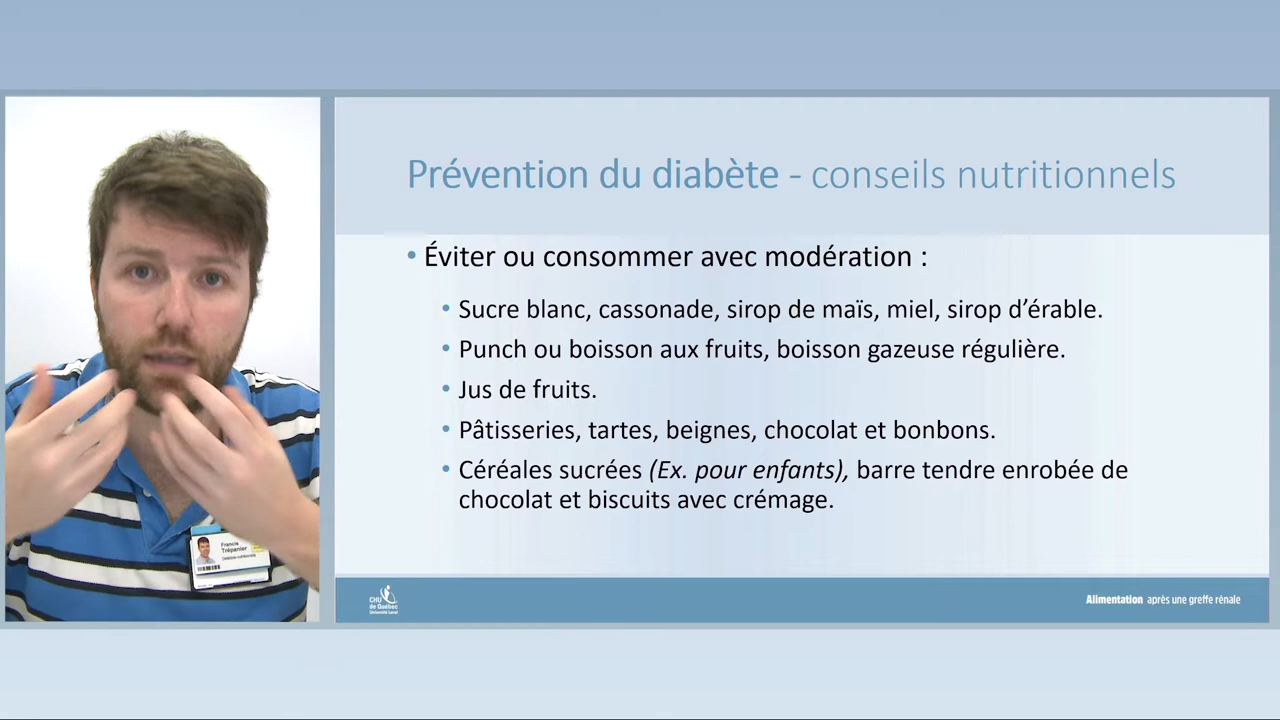 Prévention du diabète - conseils nutritionnels
• Éviter ou consommer avec modération :
• Sucre blanc, cassonade, sirop de maïs, miel, sirop d’érable.
• Punch ou boisson aux fruits, boisson gazeuse régulière.
• Jus de fruits.
• Pâtisseries, tartes, beignes, chocolat et bonbons.
• Céréales sucrées (Ex. pour enfants), barre tendre enrobée de
chocolat et biscuits avec crémage.
Francis
Trépanier
CHU
de Québec
Université Laval
Alimentation après une greffe rénale